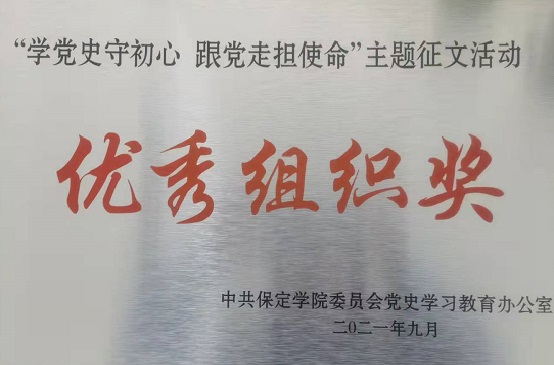 “学党史守初心 跟党走担使命”主题征文活动
优秀组织奖
中共保定学院委员会党史学习教育办公室
二〇二一年九月